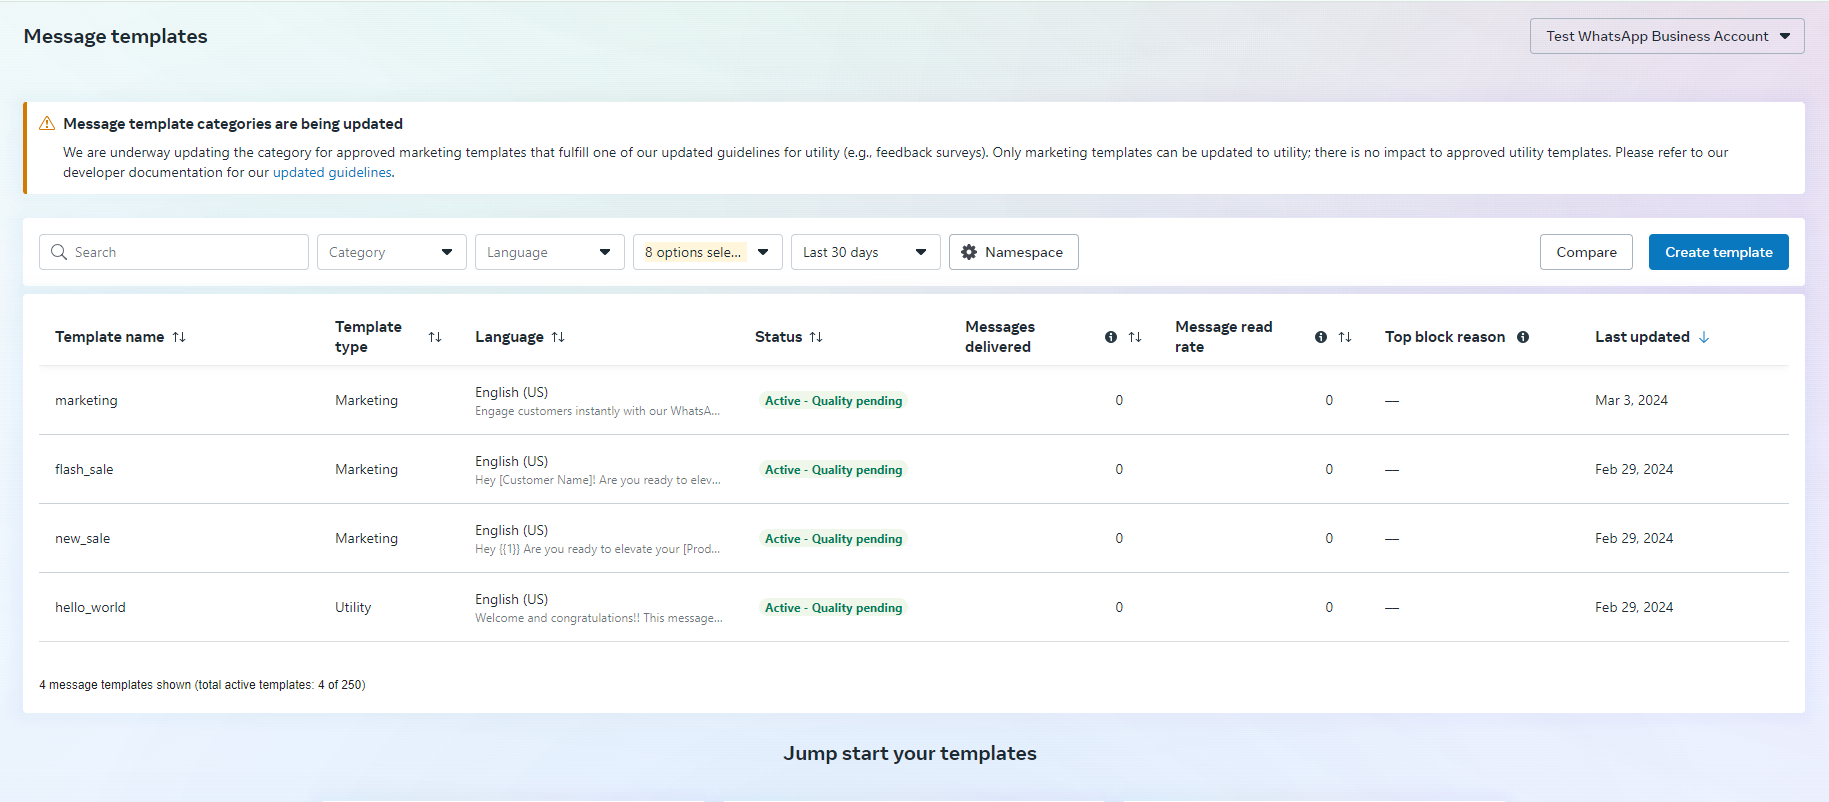 Message templates
Test WhatsApp Business Account
Message template categories are being updated
We are underway updating the category for approved marketing templates that fulfill one of our updated guidelines for utility (e.g., feedback surveys). Only marketing templates can be updated to utility; there is no impact to approved utility templates. Please refer to our
developer documentation for our updated guidelines.
Search
Category
Language
8 options sele...
Last 30 days
Namespace
Compare
Create template
Template name
Template
type
Language
Status
Messages
delivered
Message read
rate
Top block reason
Last updated
marketing
Marketing
English (US)
Engage customers instantly with our WhatsA...
Active - Quality pending
0
0
—
Mar 3, 2024
flash_sale
Marketing
English (US)
Hey [Customer Name]! Are you ready to elev...
Active - Quality pending
0
0
—
Feb 29, 2024
new_sale
Marketing
English (US)
Hey {{1}} Are you ready to elevate your [Prod...
Active - Quality pending
0
0
—
Feb 29, 2024
hello_world
Utility
English (US)
Welcome and congratulations!! This message...
Active - Quality pending
0
0
—
Feb 29, 2024
4 message templates shown (total active templates: 4 of 250)
Jump start your templates